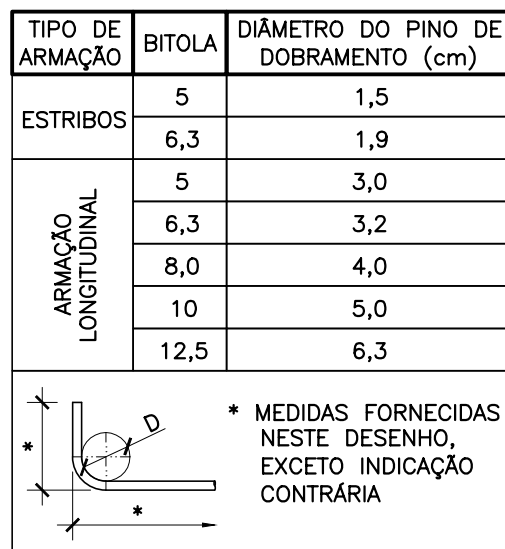 TIPO DE ARMAÇÃO BITOLA DIÂMETRO DO PINO DE DOBRAMENTO (cm)
ESTRIBOS
5 1,5
6,3 1,9
ARMAÇÃO LONGITUDINAL
5 3,0
6,3 3,2
8,0 4,0
10 5,0
12,5 6,3
*
D
*
* MEDIDAS FORNECIDAS
NESTE DESENHO,
EXCETO INDICAÇÃO
CONTRÁRIA